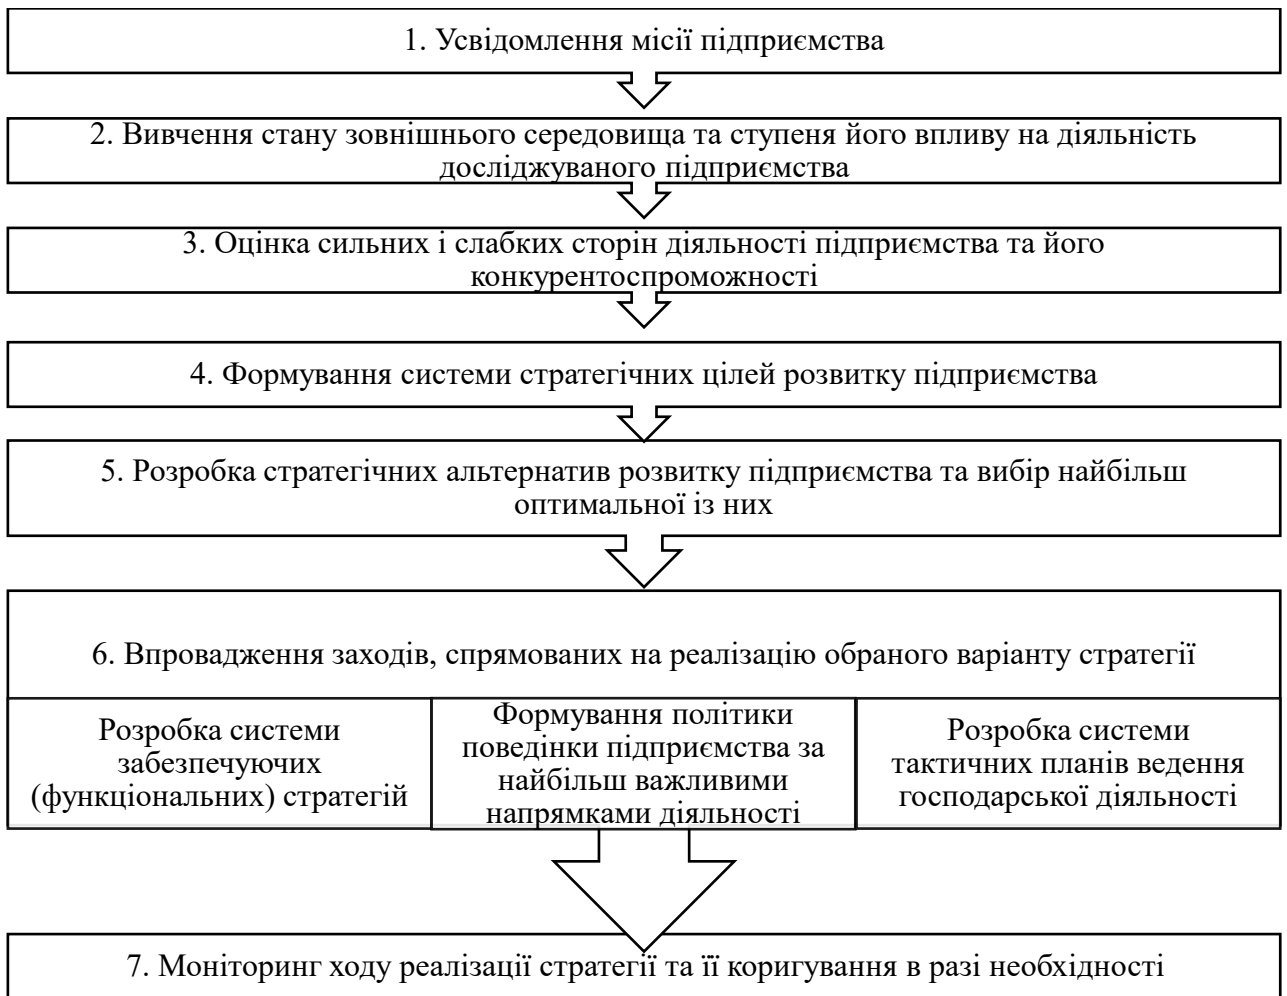 1. Усвідомлення місії підприємства
2. Вивчення стану зовнішнього середовища та ступеня його впливу на діяльність
досліджуваного підприємства
3. Оцінка сильних і слабких сторін діяльності підприємства та його
конкурентоспроможності
4. Формування системи стратегічних цілей розвитку підприємства
5. Розробка стратегічних альтернатив розвитку підприємства та вибір найбільш
оптимальної із них
6. Впровадження заходів, спрямованих на реалізацію обраного варіанту стратегії
Розробка системи
забезпечуючих
(функціональних) стратегій
Формування політики
поведінки підприємства за
найбільш важливими
напрямками діяльності
Розробка системи
тактичних планів ведення
господарської діяльності
7. Моніторинг ходу реалізації стратегії та її коригування в разі необхідності